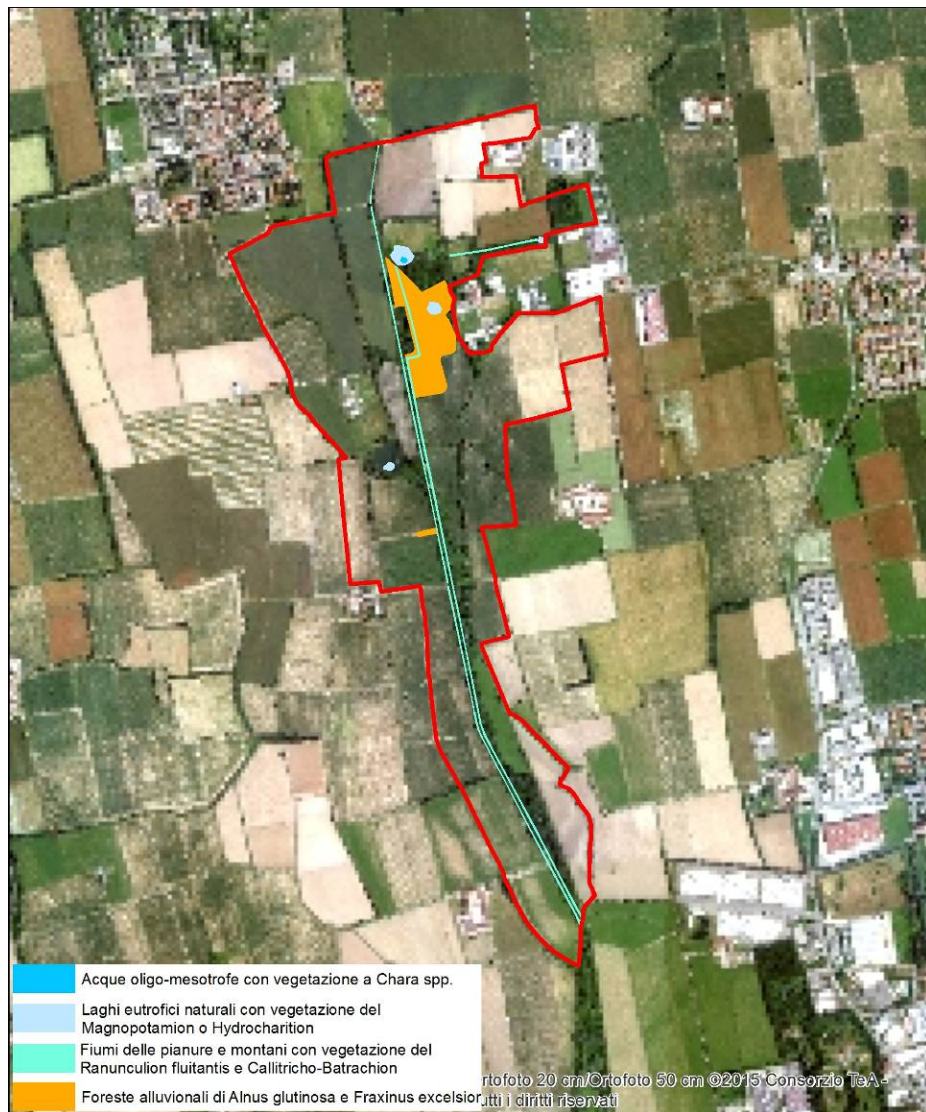 Acque oligo-mesotrofe con vegetazione a Chara spp.
Laghi eutrofici naturali con vegetazione del
Magnopotamion o Hydrocharition
Fiumi delle pianure e montani con vegetazione del
Ranunculion fluitantis e Callitricho-Batrachion
Foreste alluvionali di Alnus glutinosa e Fraxinus excelsior
rtofoto 20 cm/Ortofoto 50 cm ©2015 Consorzio TeA -
utti i diritti riservati